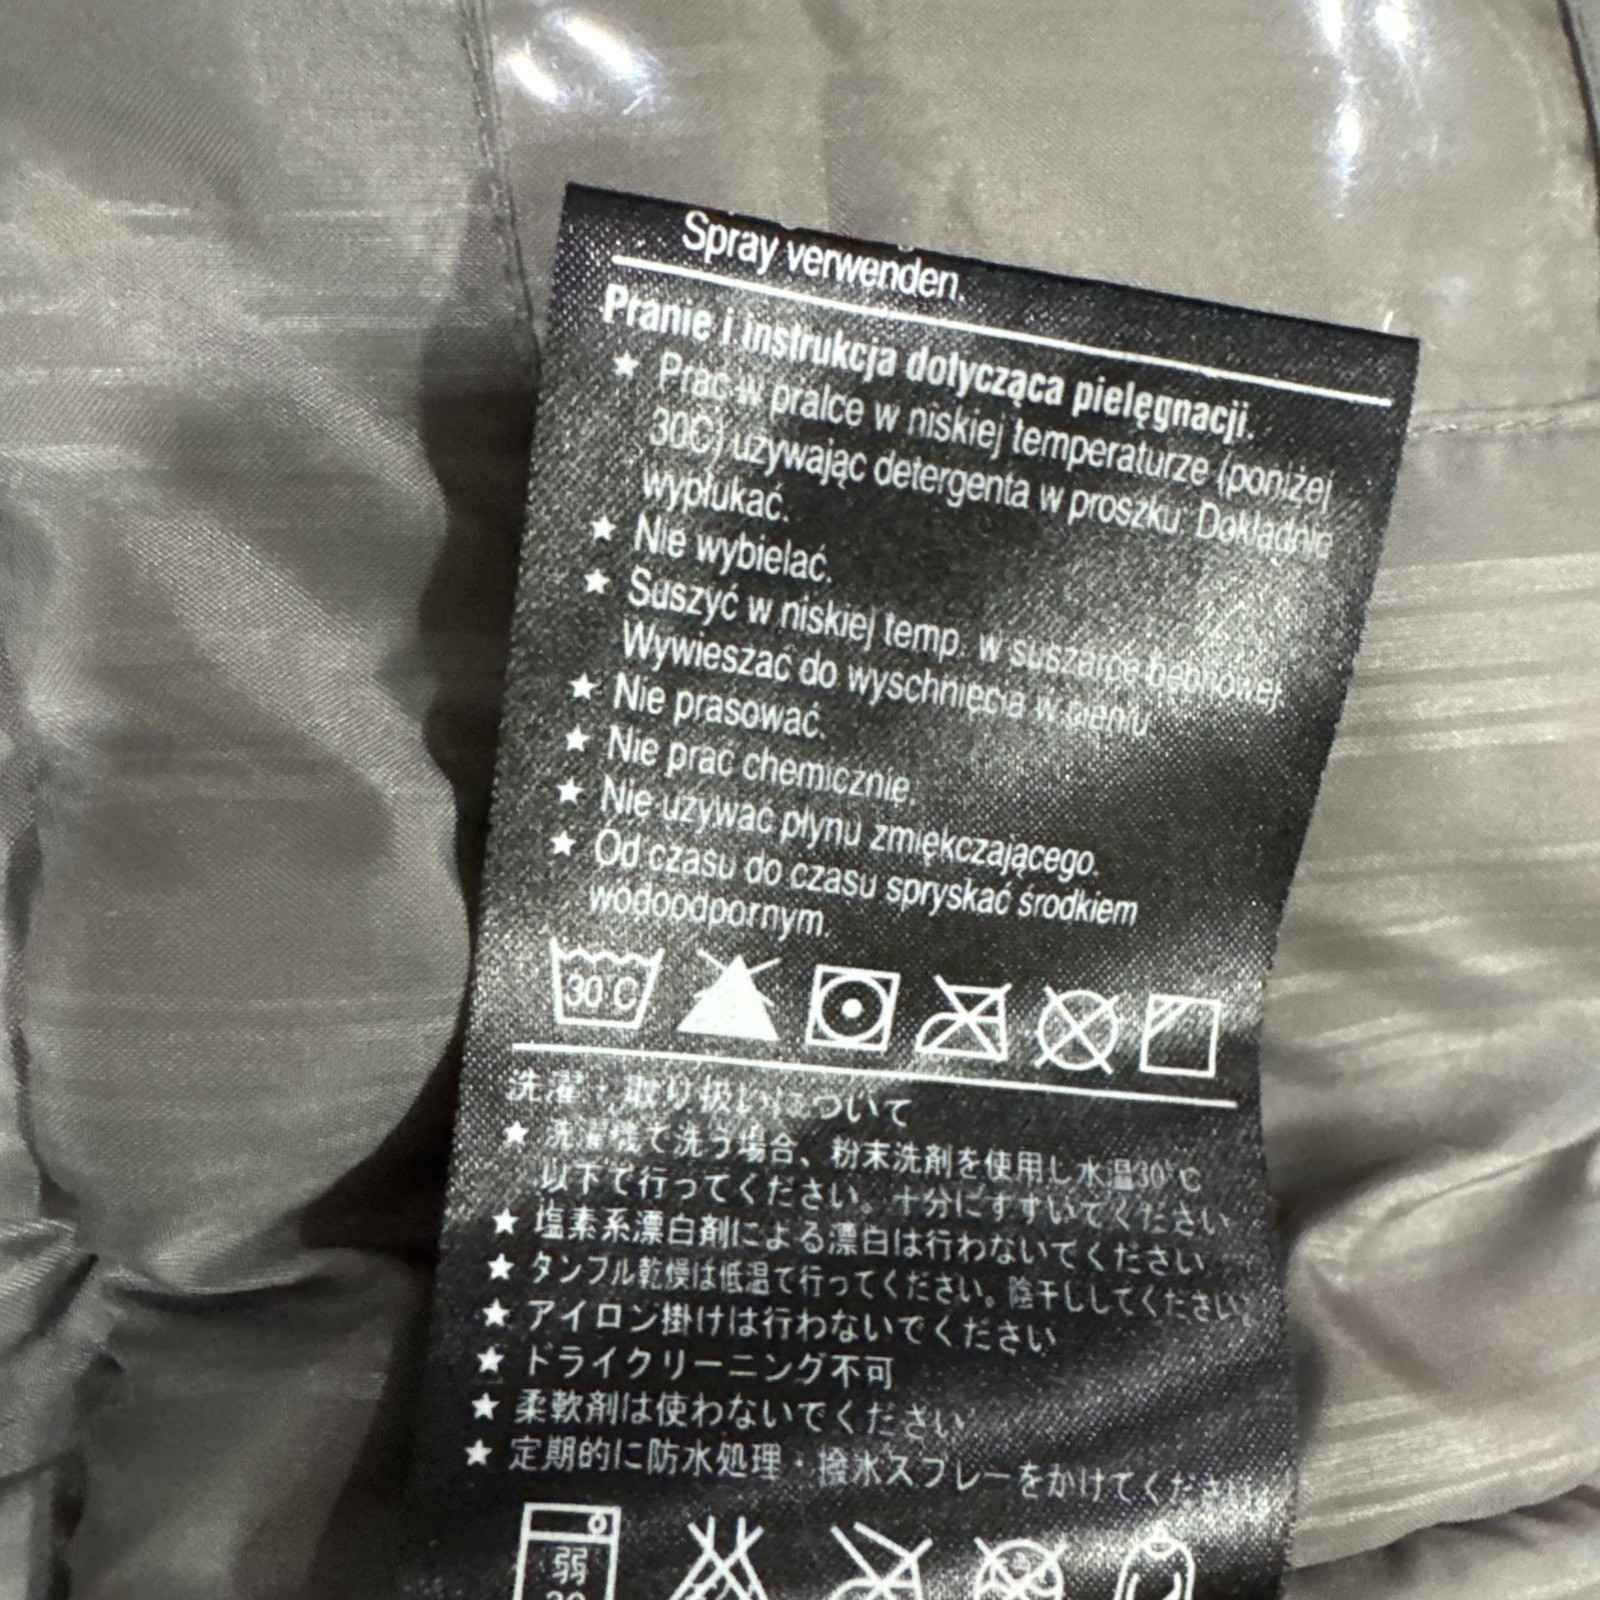 Spray verwenden.
Pranie i instrukcja dotycząca pielęgnacji.
★ Prać w pralce w niskiej temperaturze (poniżej
30C) uzywając detergenta w proszku. Dokładnie
wypłukać.
★ Nie wybielać.
★ Suszyć w niskiej temp. w suszarce bębnowej
Wywieszać do wyschnięcia w cieniu
★ Nie prasować.
★ Nie prac chemicznie.
★ Nie uzywac płynu zmiękczającego.
★ Od czasu do czasu spryskać środkiem
wodoodpornym.
30°C
洗濯・取り扱いについて
★ 洗濯機で洗う場合、粉末洗剤を使用し水温30℃
以下で行ってください。十分にすすいでください
★ 塩素系漂白剤による漂白は行わないでください
★ タンブル乾燥は低温で行ってください。陰干ししてください。
★ アイロン掛けは行わないでください
★ ドライクリーニング不可
★ 柔軟剤は使わないでください
★ 定期的に防水処理・撥水スプレーをかけてください
弱
30